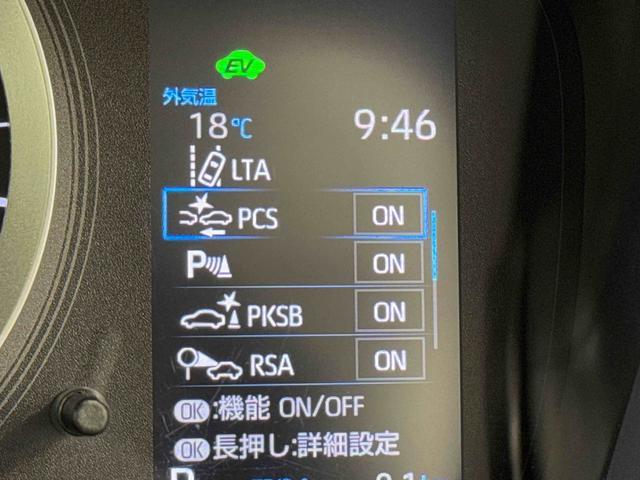 EV
外気温
18℃ 9:46
LTA
PCS ON
P ON
PKSB ON
RSA ON
OK:機能 ON/OFF
OK長押し:詳細設定
P